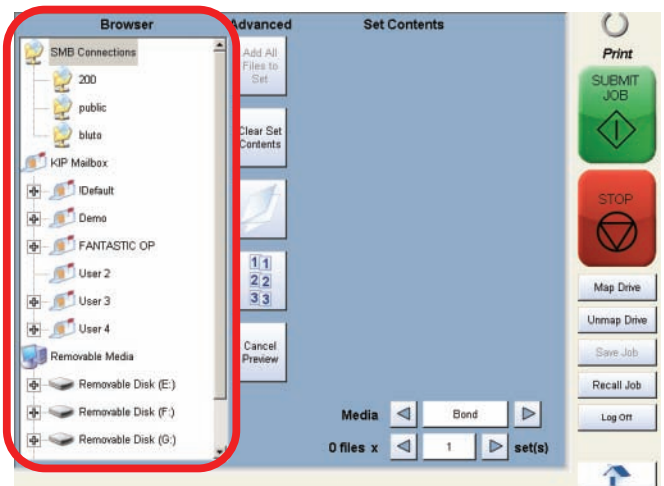 Browser
SMB Connections
200
public
bluto
KIP Mailbox
!Default
Demo
FANTASTIC OP
User 2
User 3
User 4
Removable Media
Removable Disk (E:)
Removable Disk (F:)
Removable Disk (G:)
Advanced
Add All
Files to
Set
Clear Set
Contents
1 1
2 2
3 3
Cancel
Preview
Set Contents
Media
Bond
0 files x
1
set(s)
Print
SUBMIT
JOB
STOP
Map Drive
Unmap Drive
Save Job
Recall Job
Log Off